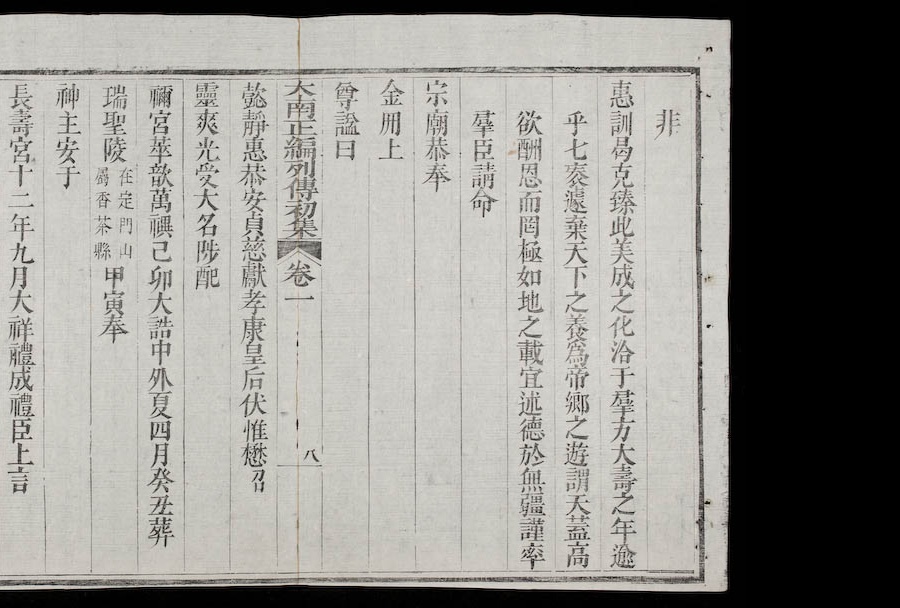 非
惠訓曷克臻此美成之化洽于羣方大壽之年逾
乎七袠遽棄天下之養爲帝鄉之遊謂天葢高
欲酬恩而罔極如地之載宜述德於無疆謹率
羣臣請命
宗廟恭奉
金冊上
尊諡曰
大南正編列傳初集 卷一 八
懿靜惠恭安貞慈獻孝康皇后伏惟懋召
靈爽光受大名陟配
禰宮萃歆萬禩己卯大誥中外夏四月癸丑葬
瑞聖陵在定門山屬香茶縣甲寅奉
神主安于
長壽宮十二年九月大祥禮成禮臣上言